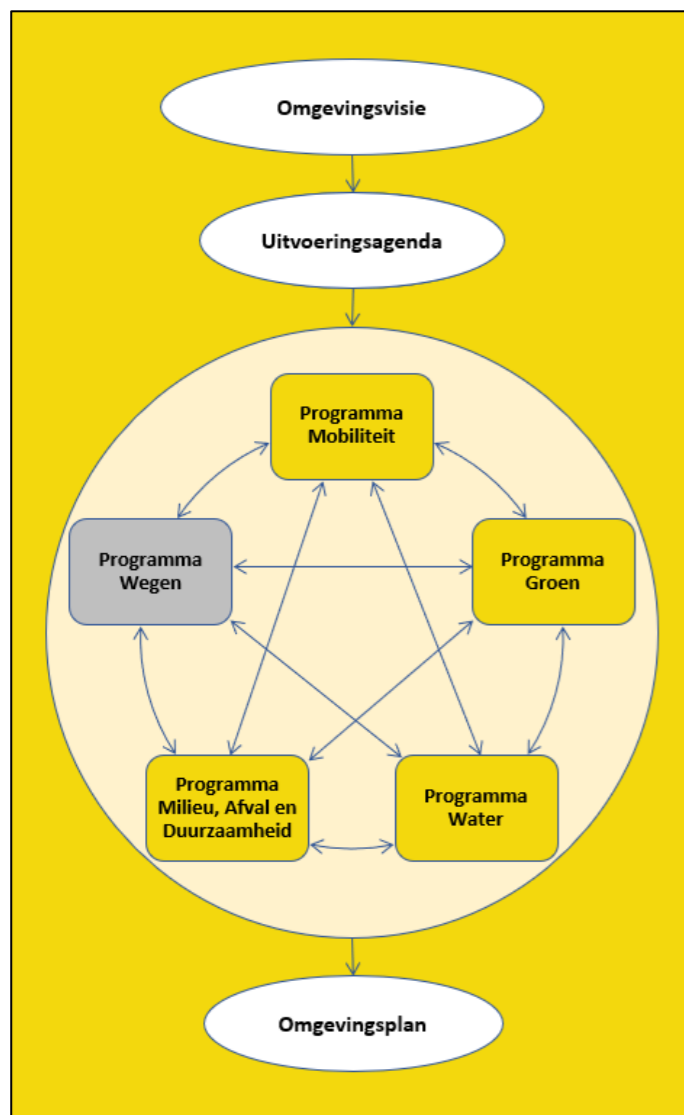 Omgevingsvisie
Uitvoeringsagenda
Programma
Mobiliteit
Programma
Wegen
Programma
Groen
Programma
Milieu, Afval en
Duurzaamheid
Programma
Water
Omgevingsplan